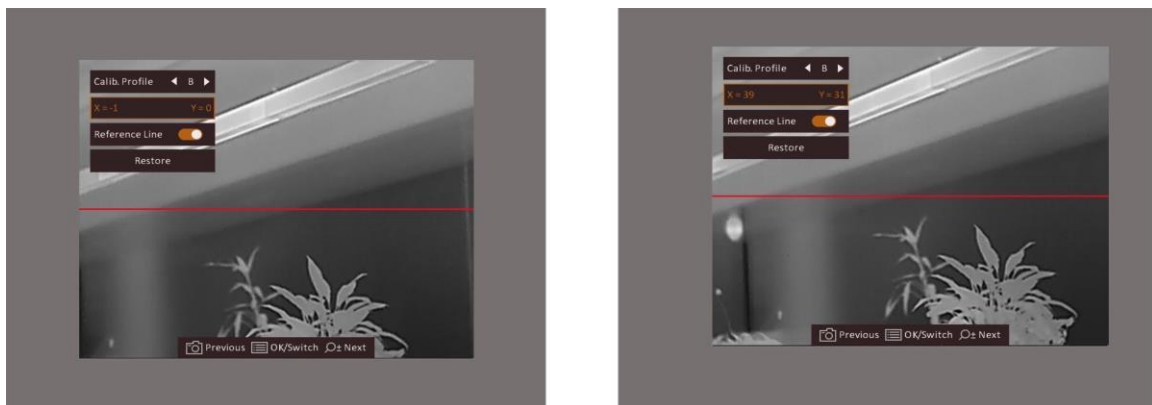 Calib. Profile ◀ B ▶
X = -1 Y = 0
Reference Line
Restore
Previous OK/Switch Next
Calib. Profile ◀ B ▶
X = 39 Y = 31
Reference Line
Restore
Previous OK/Switch Next